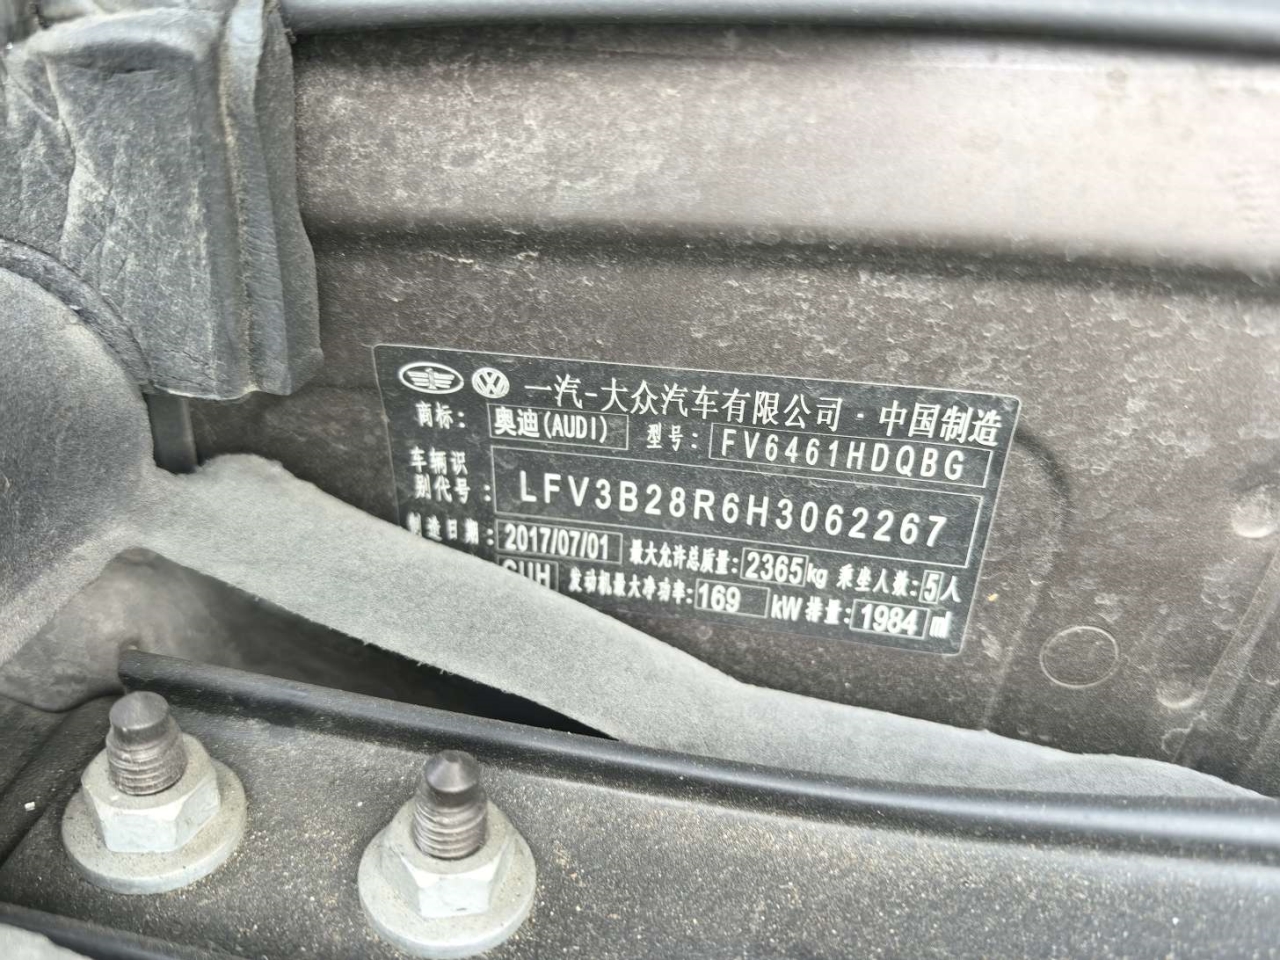 一汽-大众汽车有限公司·中国制造
商标: 奥迪(AUDI) 型号: FV6461HDQBG
车辆识别代号: LFV3B28R6H3062267
制造日期: 2017/07/01 最大允许总质量: 2365kg 乘坐人数: 5人
CUH 发动机最大净功率: 169 kW 排量: 1984 ml